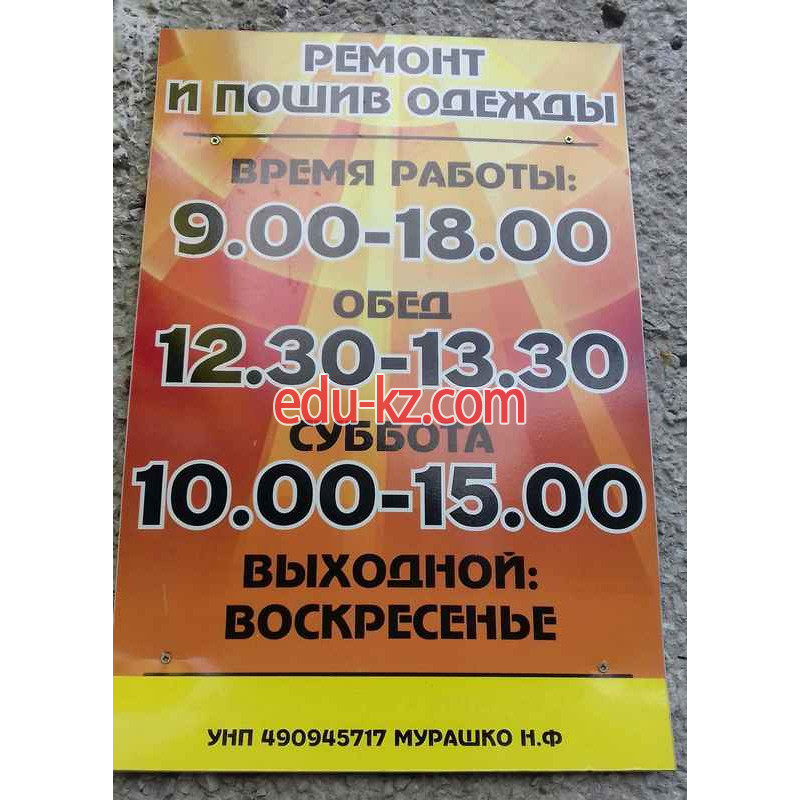 РЕМОНТ
И ПОШИВ ОДЕЖДЫ
ВРЕМЯ РАБОТЫ:
9.00-18.00
ОБЕД
12.30-13.30
edu-kz.com
СУББОТА
10.00-15.00
ВЫХОДНОЙ:
ВОСКРЕСЕНЬЕ
УНП 490945717 МУРАШКО Н.Ф